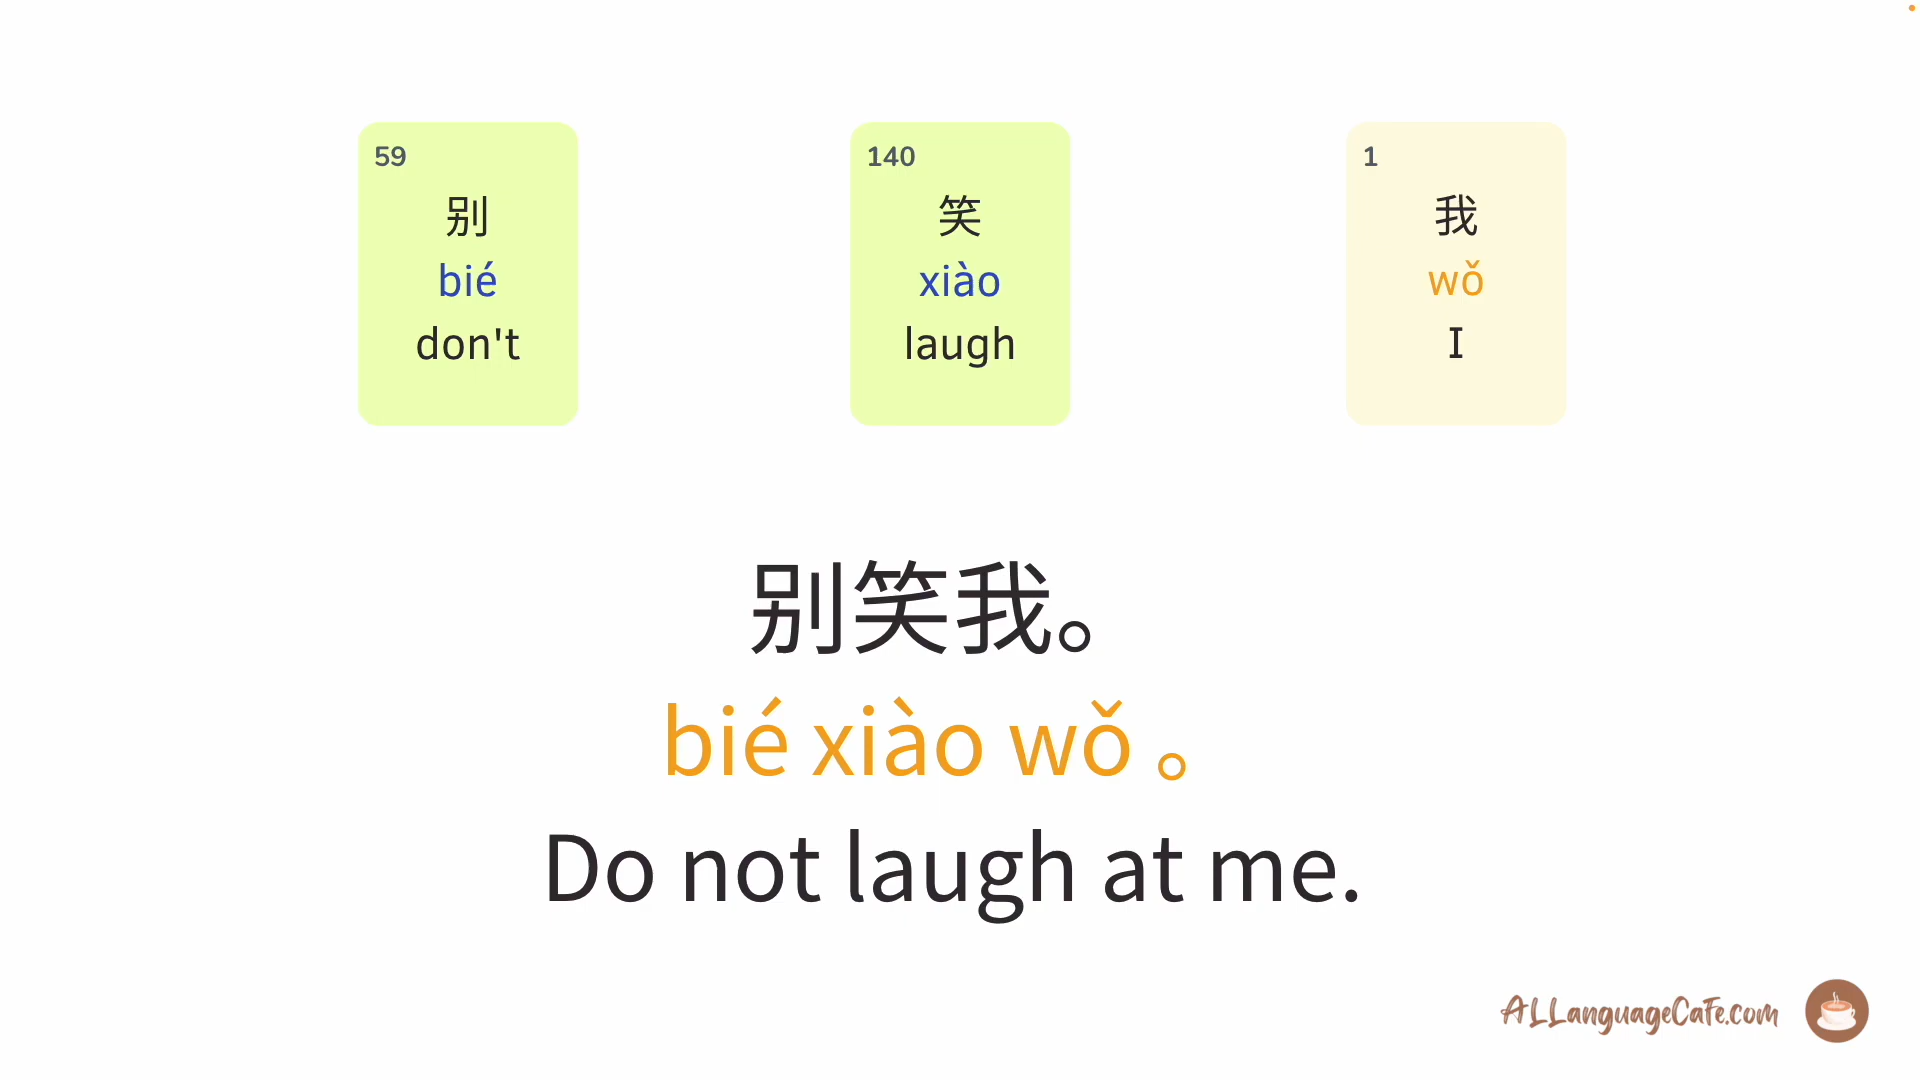 59
别
bié
don't
140
笑
xiào
laugh
1
我
wǒ
I
别笑我。
bié xiào wǒ 。
Do not laugh at me.
ALLanguageCafe.com